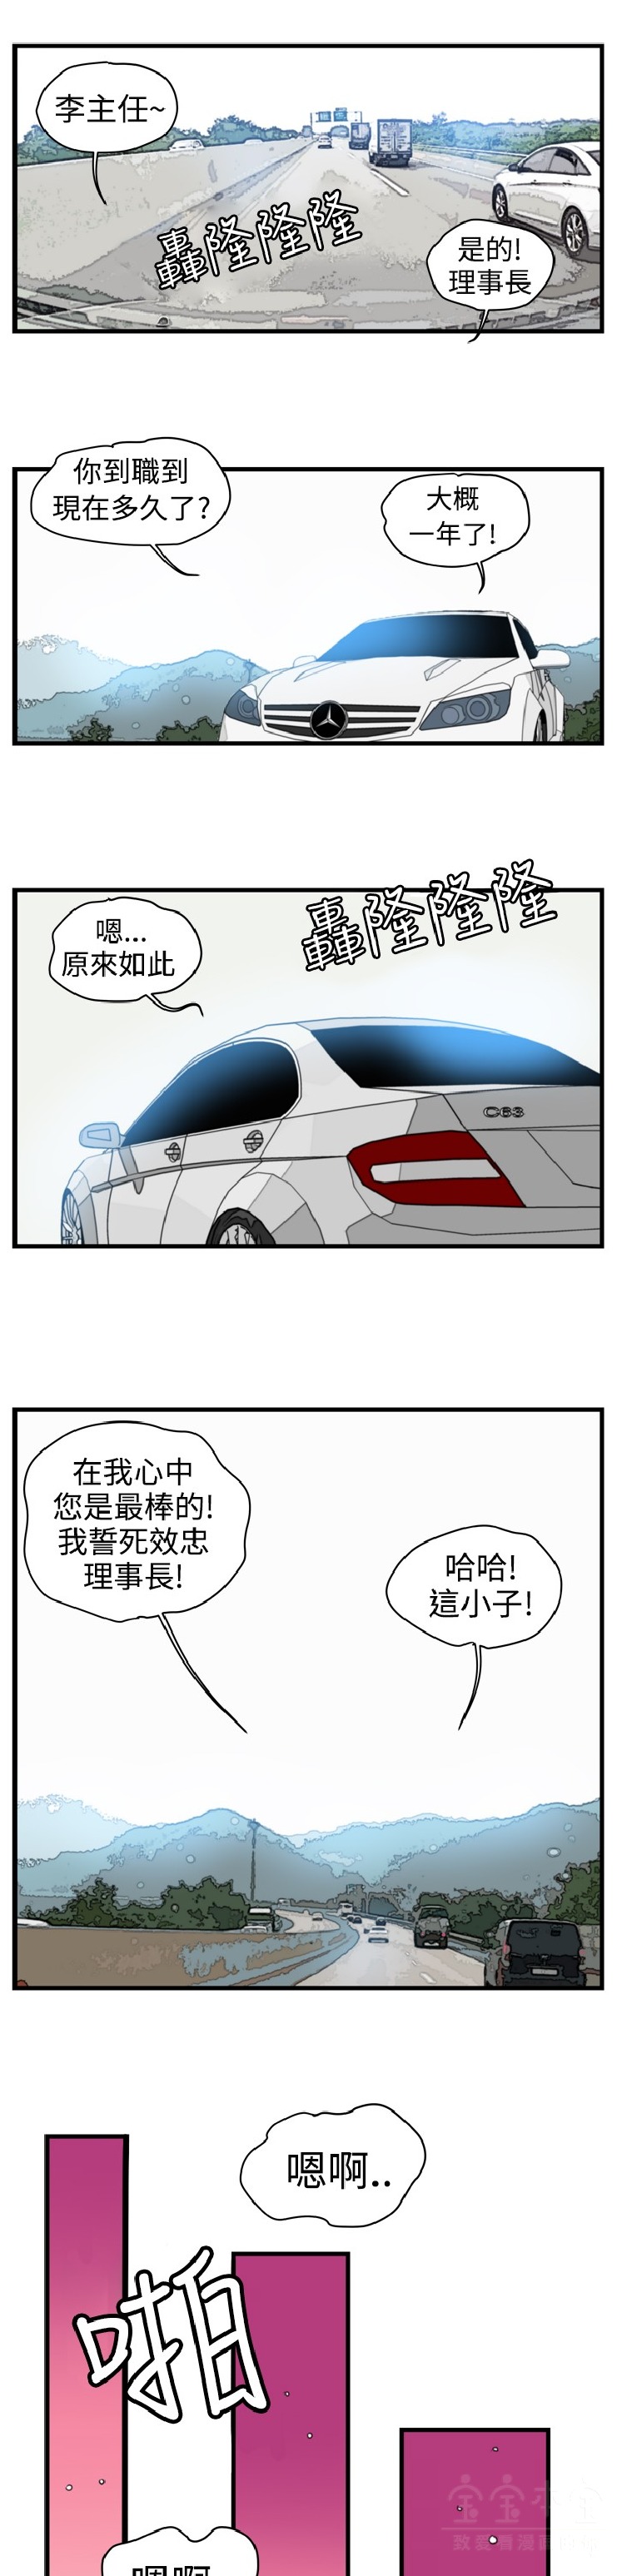 李主任~
轟隆隆隆
是的!
理事長
你到職到
現在多久了?
大概
一年了!
轟隆隆隆
嗯...
原來如此
C63
在我心中
您是最棒的!
我誓死效忠
理事長!
哈哈!
這小子!
嗯啊..
啪
嗯啊